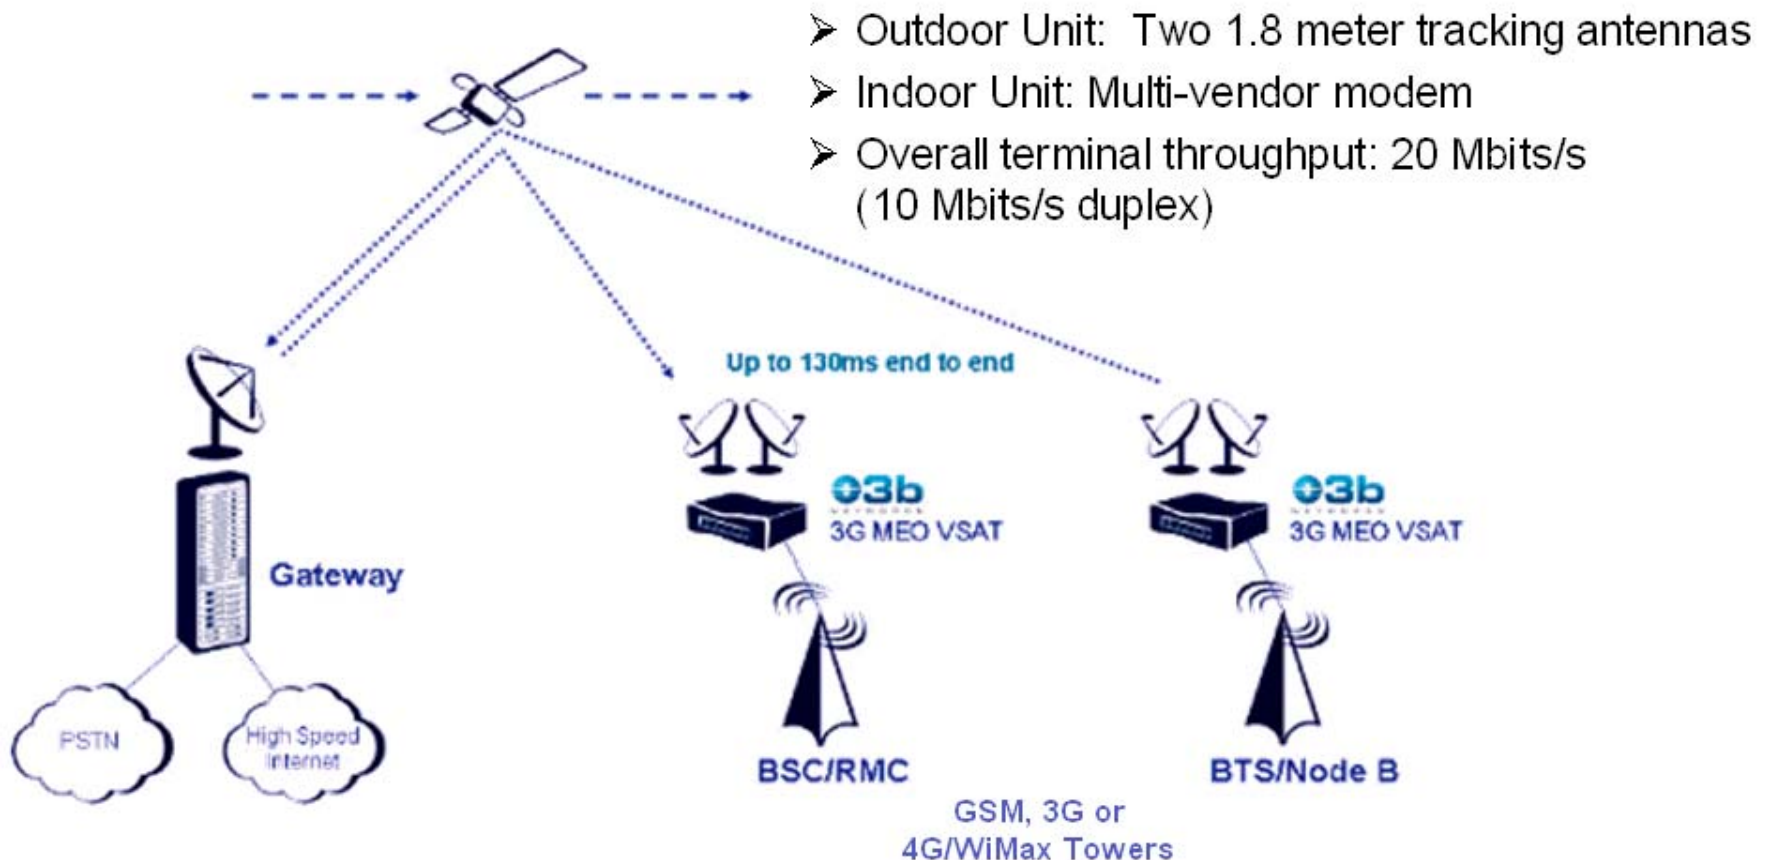 ➢ Outdoor Unit: Two 1.8 meter tracking antennas
➢ Indoor Unit: Multi-vendor modem
➢ Overall terminal throughput: 20 Mbits/s
(10 Mbits/s duplex)
Up to 130ms end to end
O3b
NETWORKS
3G MEO VSAT
O3b
NETWORKS
3G MEO VSAT
Gateway
PSTN
High Speed
Internet
BSC/RMC
BTS/Node B
GSM, 3G or
4G/WiMax Towers